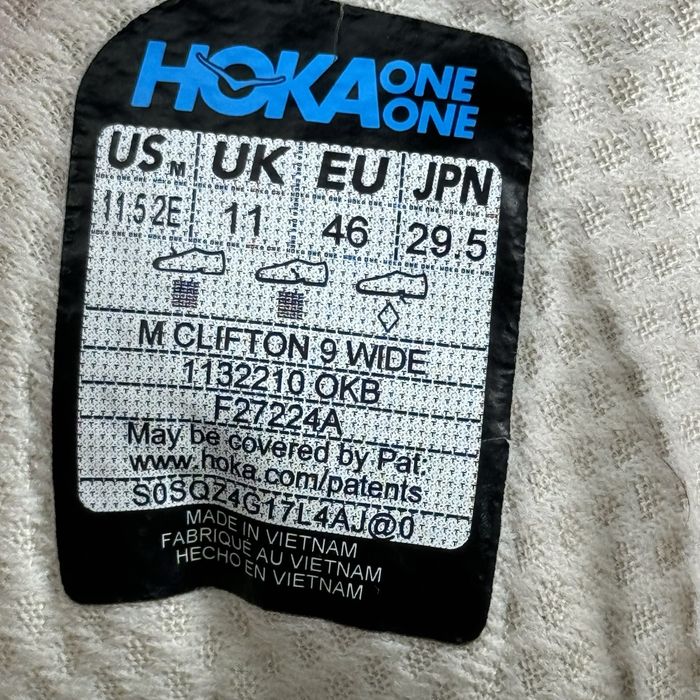 HOKA ONE ONE
US M UK EU JPN
11.5 2E 11 46 29.5
M CLIFTON 9 WIDE
1132210 OKB
F27224A
May be covered by Pat.
www.hoka.com/patents
S0SQZ4G17L4AJ@0
MADE IN VIETNAM
FABRIQUÉ AU VIETNAM
HECHO EN VIETNAM